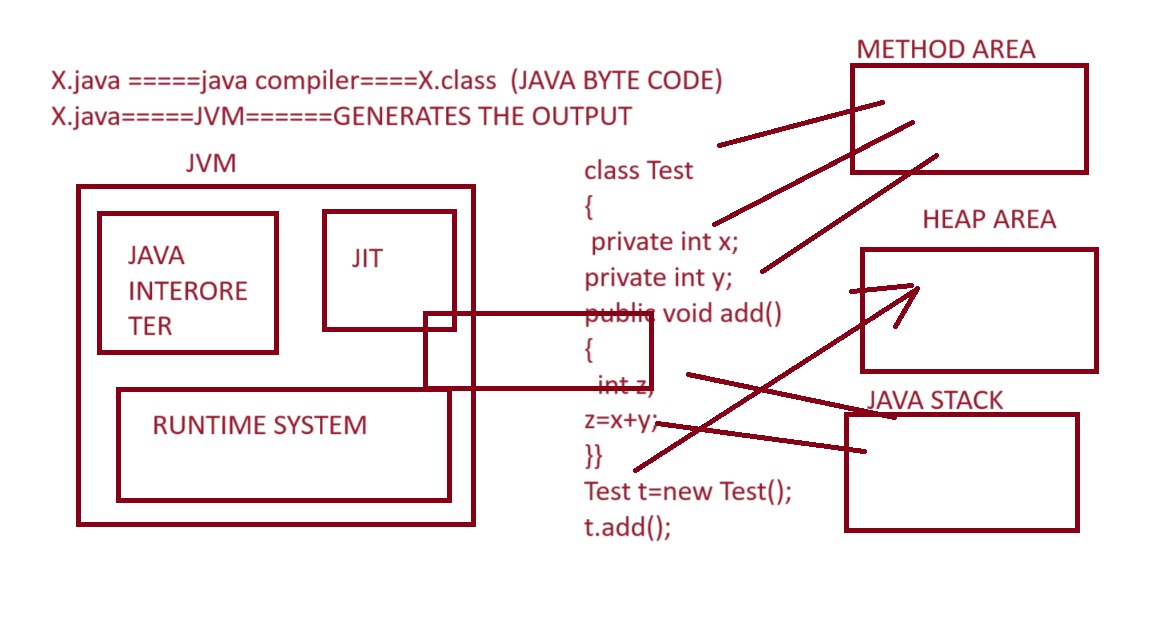 X.java =====java compiler====X.class (JAVA BYTE CODE)
X.java=====JVM======GENERATES THE OUTPUT
JVM
JAVA
INTERORE
TER
JIT
RUNTIME SYSTEM
class Test
{
private int x;
private int y;
public void add()
{
int z;
z=x+y;
}}
Test t=new Test();
t.add();
METHOD AREA
HEAP AREA
JAVA STACK